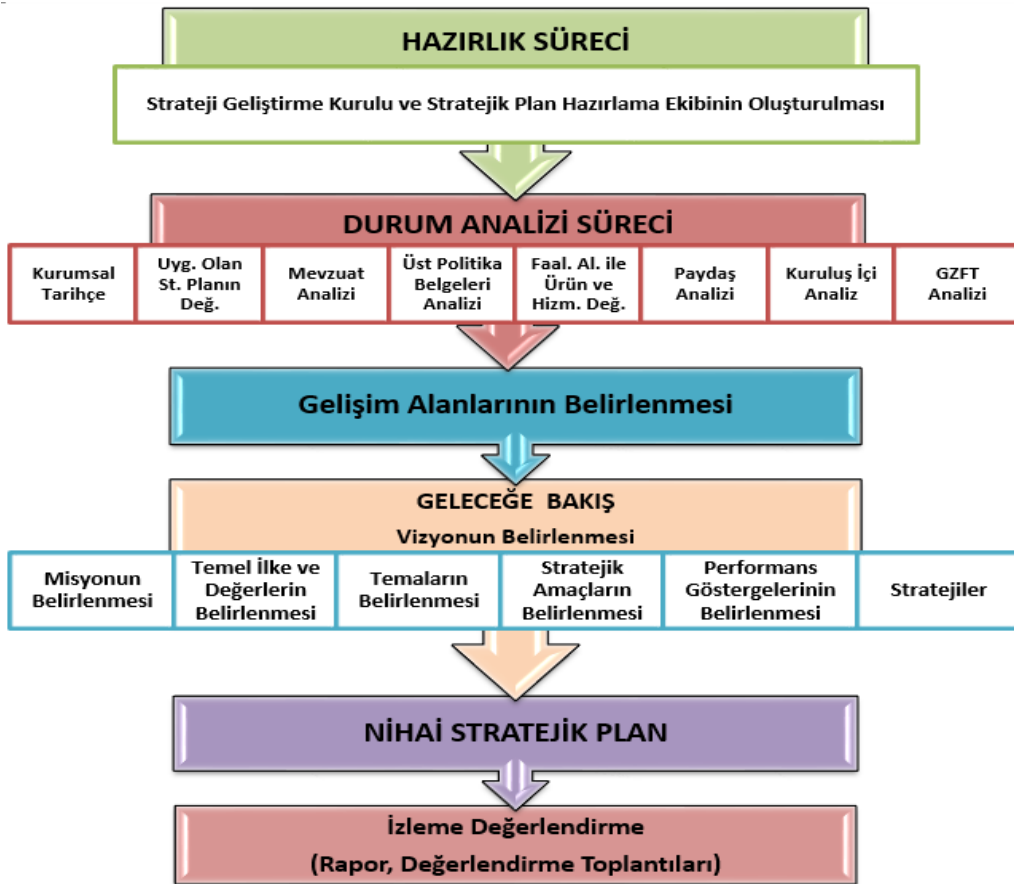 HAZIRLIK SÜRECİ
Strateji Geliştirme Kurulu ve Stratejik Plan Hazırlama Ekibinin Oluşturulması
DURUM ANALİZİ SÜRECİ
Kurumsal
Tarihçe
Uyg. Olan
St. Planın
Değ.
Mevzuat
Analizi
Üst Politika
Belgeleri
Analizi
Faal. Al. ile
Ürün ve
Hizm. Değ.
Paydaş
Analizi
Kuruluş İçi
Analiz
GZFT
Analizi
Gelişim Alanlarının Belirlenmesi
GELECEĞE BAKIŞ
Vizyonun Belirlenmesi
Misyonun
Belirlenmesi
Temel İlke ve
Değerlerin
Belirlenmesi
Temaların
Belirlenmesi
Stratejik
Amaçların
Belirlenmesi
Performans
Göstergelerinin
Belirlenmesi
Stratejiler
NİHAİ STRATEJİK PLAN
İzleme Değerlendirme
(Rapor, Değerlendirme Toplantıları)